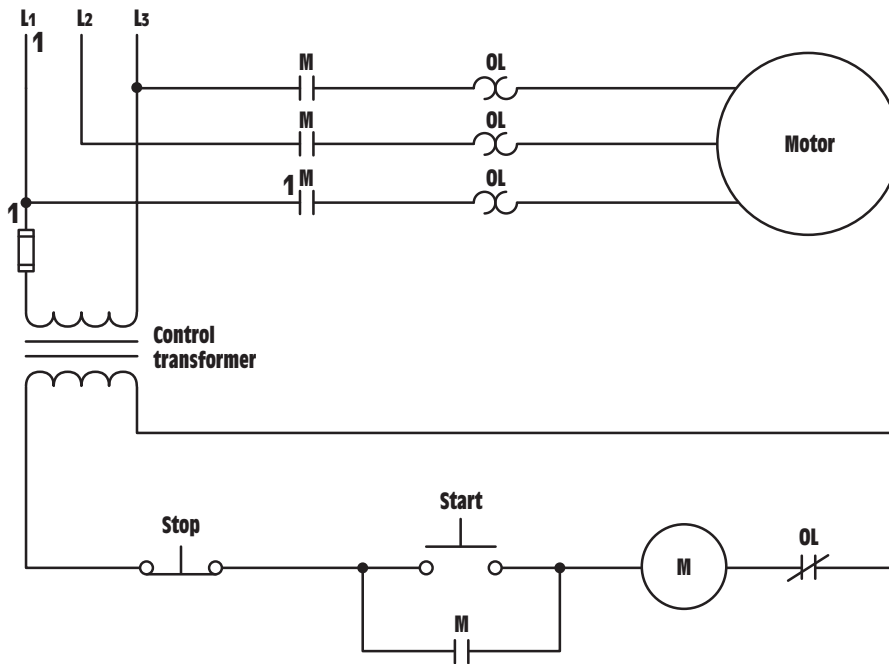 L1 L2 L3
1
M OL
M OL
Motor
1 M OL
1
Control
transformer
Start
Stop
OL
M
M